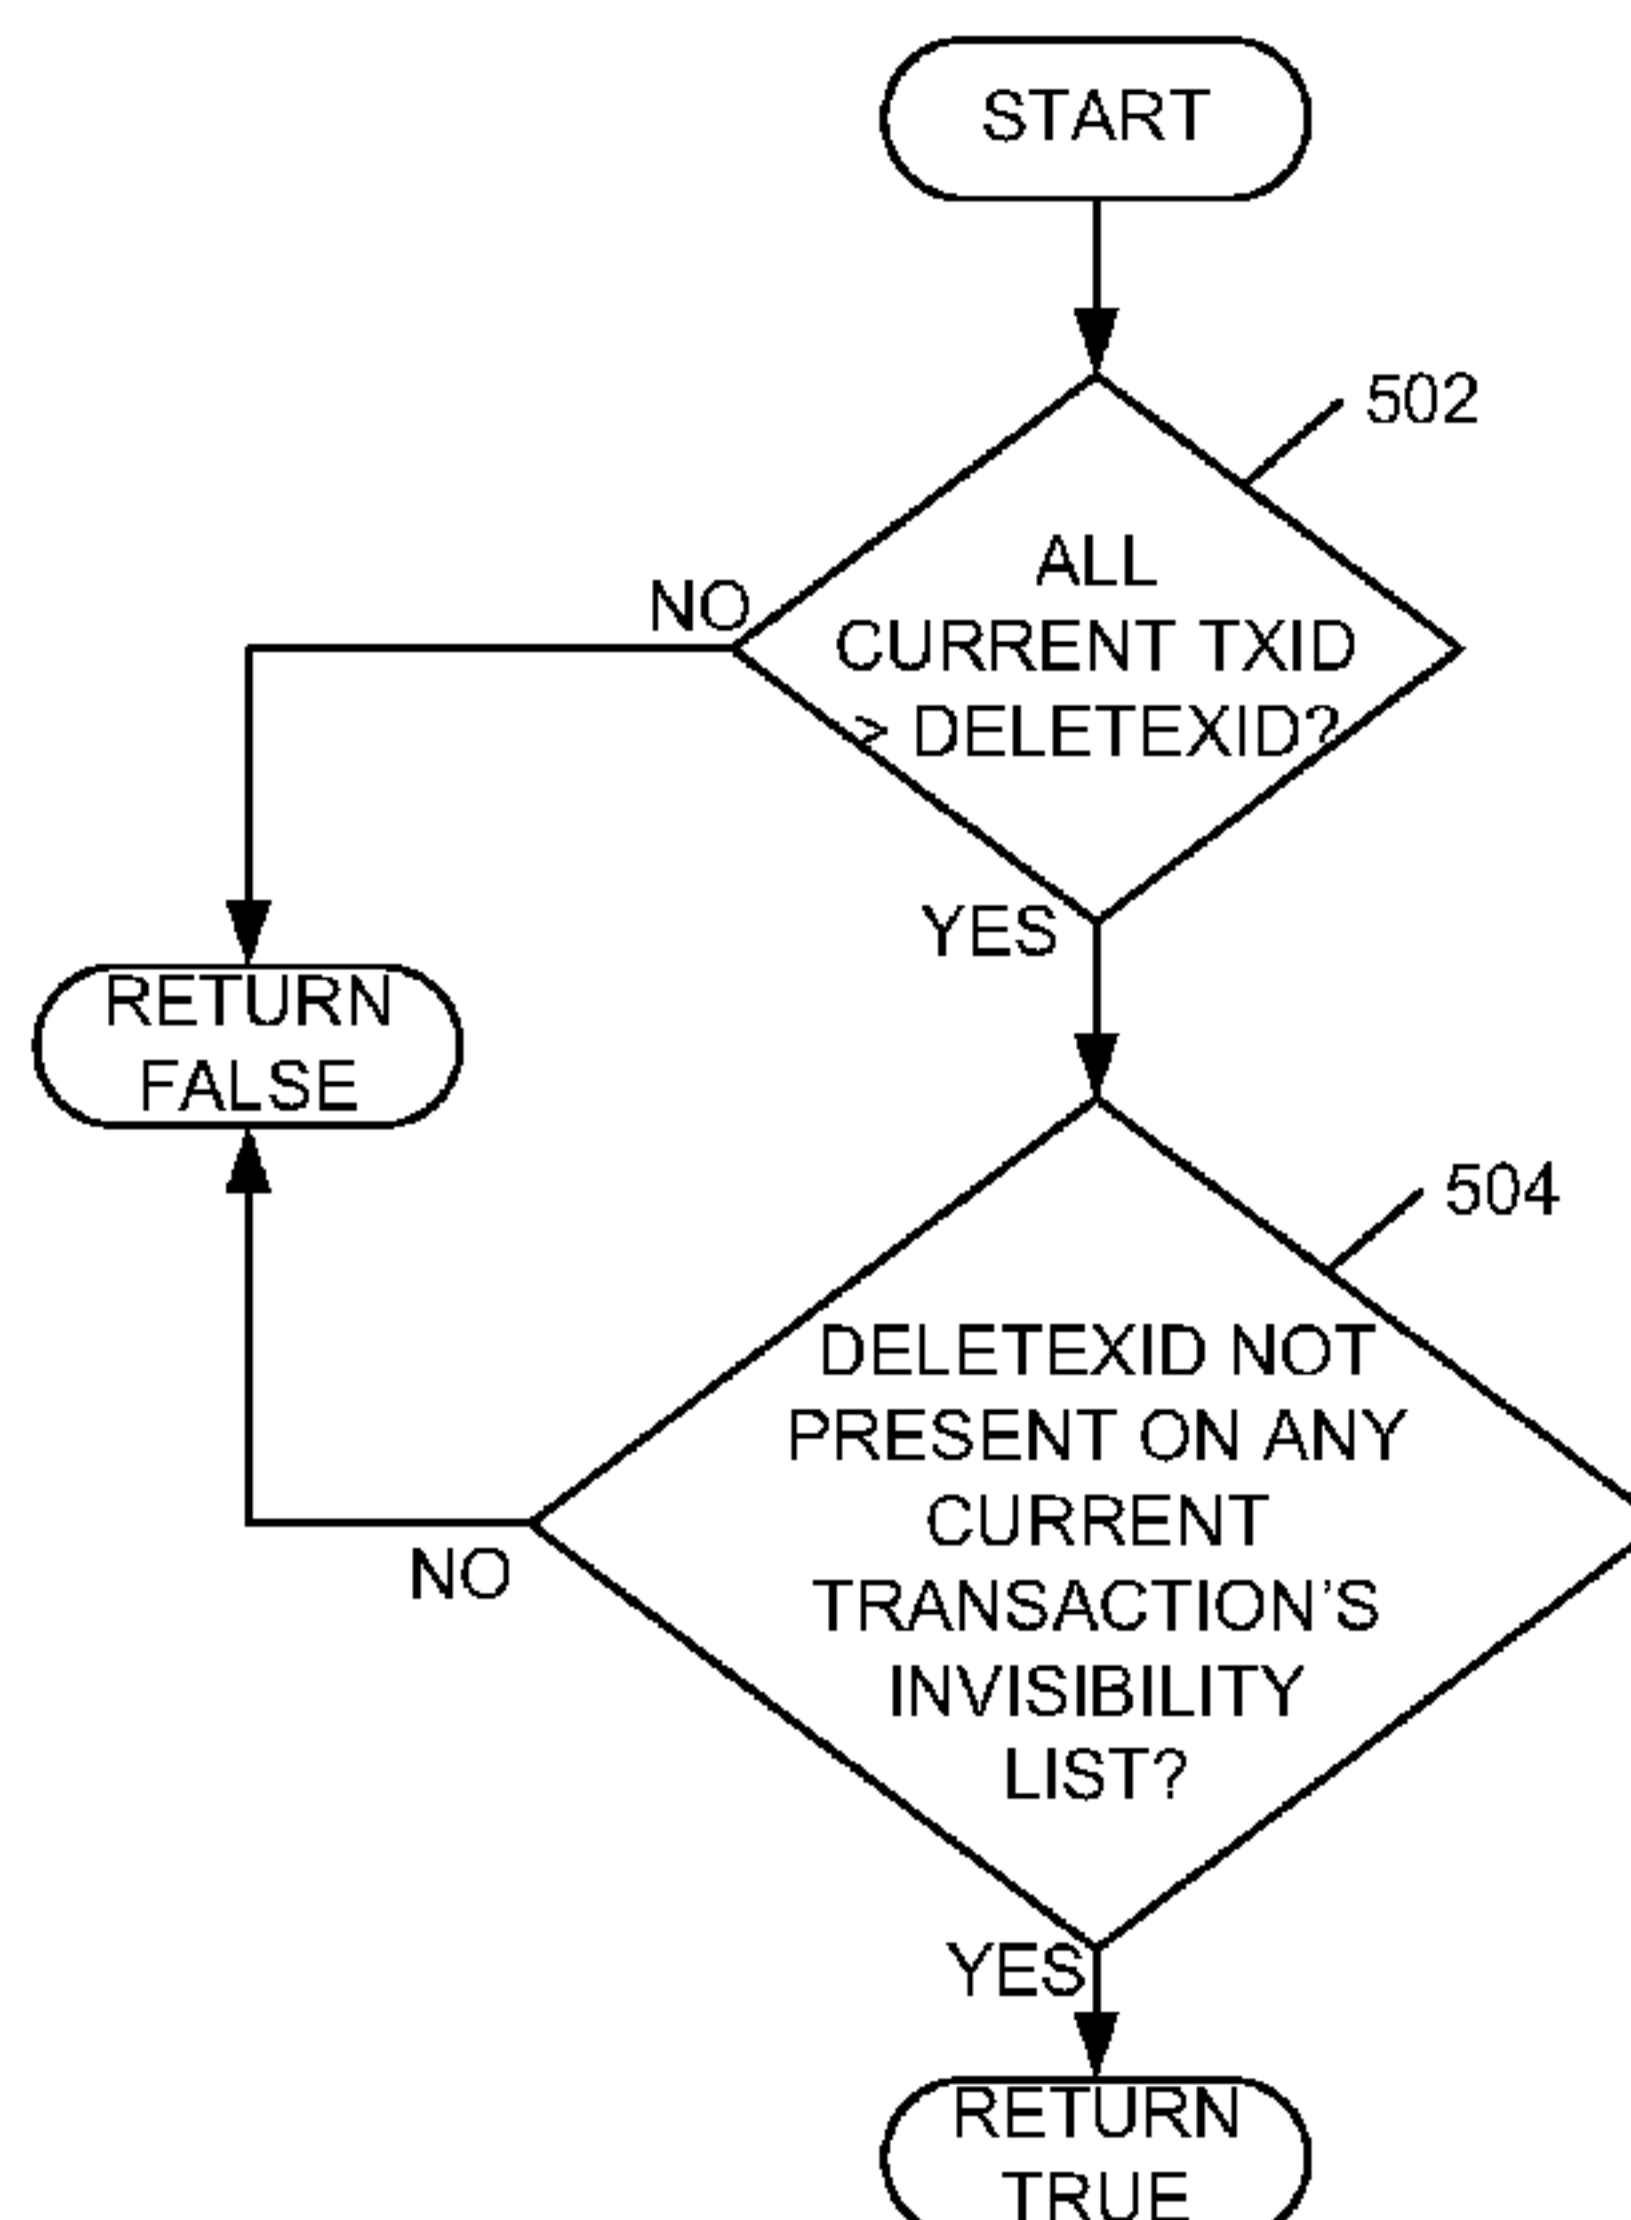 START
502
ALL
CURRENT TXID
> DELETEXID?
NO
YES
RETURN
FALSE
504
DELETEXID NOT
PRESENT ON ANY
CURRENT
TRANSACTION'S
INVISIBILITY
LIST?
NO
YES
RETURN
TRUE